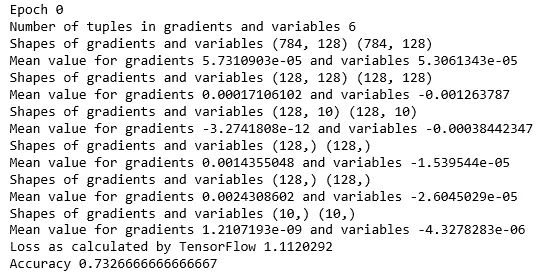 Epoch 0
Number of tuples in gradients and variables 6
Shapes of gradients and variables (784, 128) (784, 128)
Mean value for gradients 5.7310903e-05 and variables 5.3061343e-05
Shapes of gradients and variables (128, 128) (128, 128)
Mean value for gradients 0.00017106102 and variables -0.001263787
Shapes of gradients and variables (128, 10) (128, 10)
Mean value for gradients -3.2741808e-12 and variables -0.00038442347
Shapes of gradients and variables (128,) (128,)
Mean value for gradients 0.0014355048 and variables -1.539544e-05
Shapes of gradients and variables (128,) (128,)
Mean value for gradients 0.0024308602 and variables -2.6045029e-05
Shapes of gradients and variables (10,) (10,)
Mean value for gradients 1.2107193e-09 and variables -4.3278283e-06
Loss as calculated by TensorFlow 1.1120292
Accuracy 0.7326666666666667